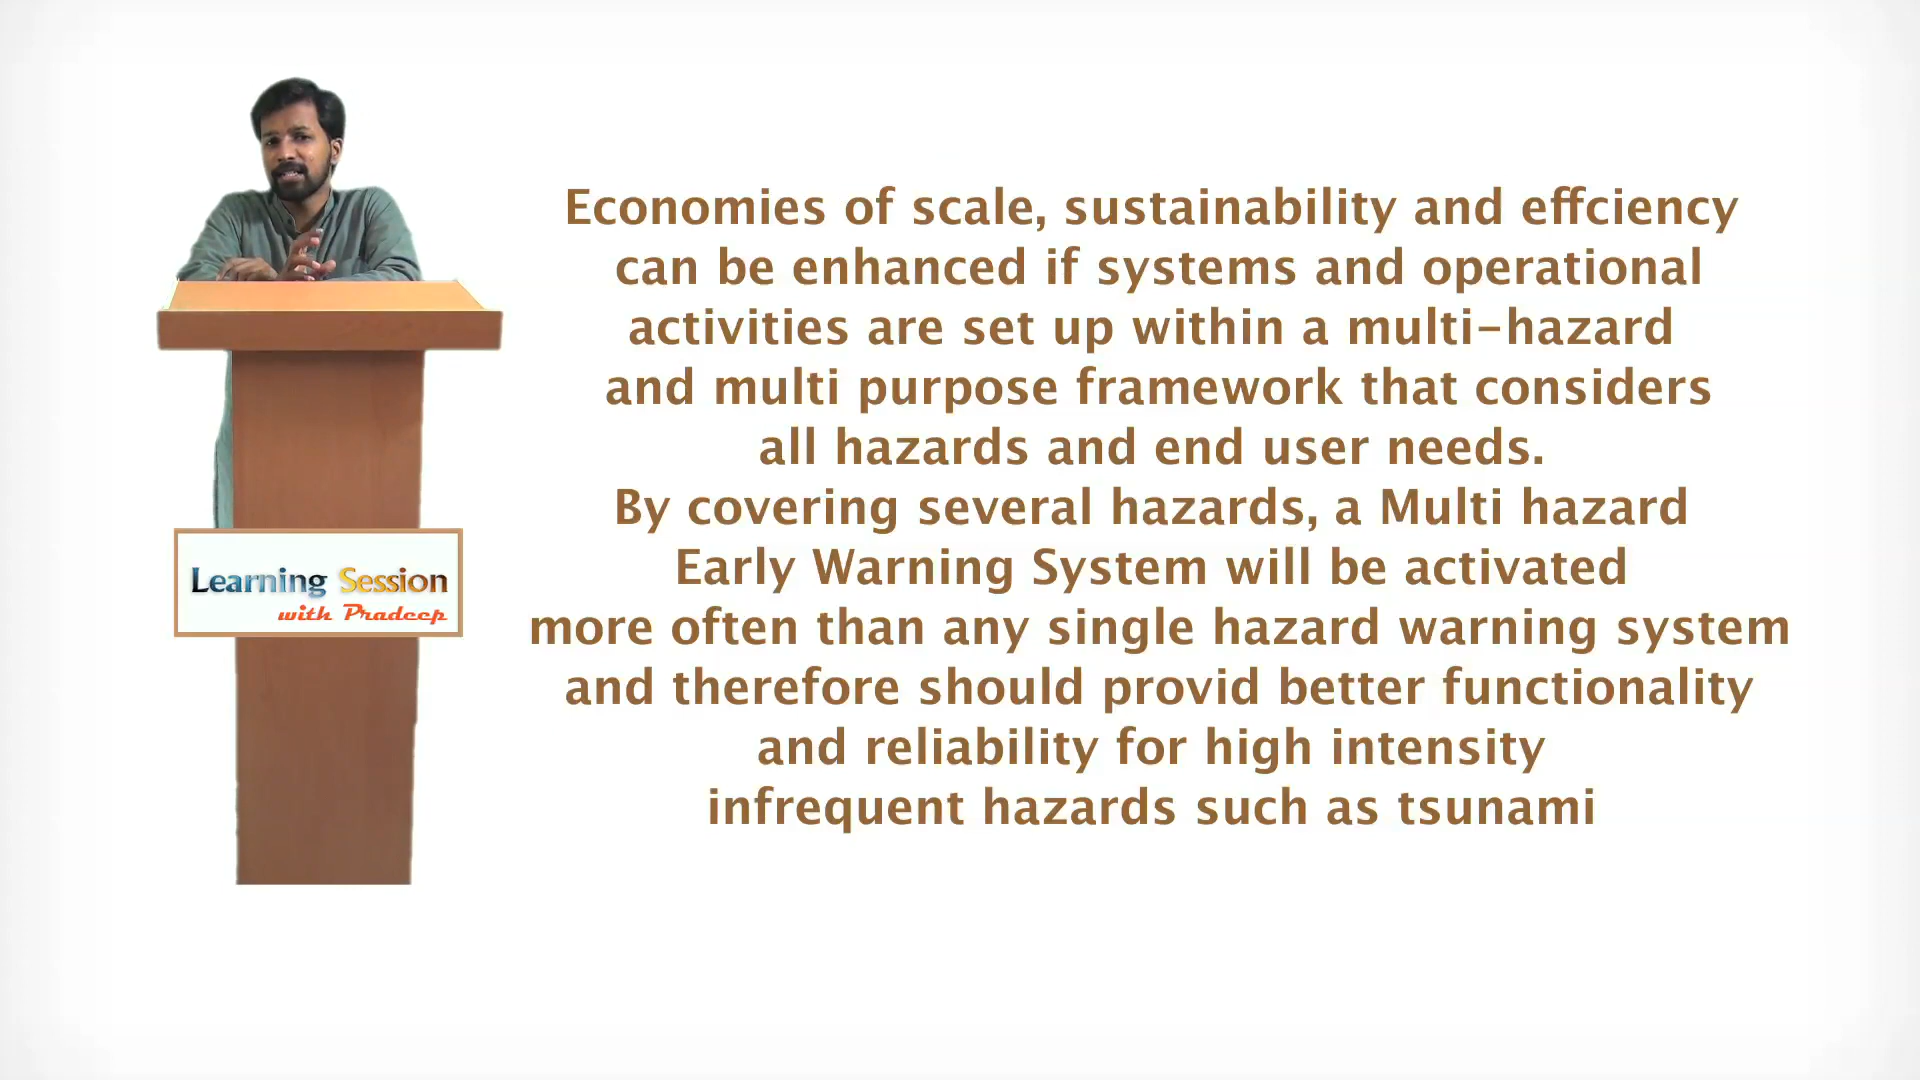 Economies of scale, sustainability and effciency
can be enhanced if systems and operational
activities are set up within a multi-hazard
and multi purpose framework that considers
all hazards and end user needs.
By covering several hazards, a Multi hazard
Early Warning System will be activated
more often than any single hazard warning system
and therefore should provid better functionality
and reliability for high intensity
infrequent hazards such as tsunami
Learning Session
with Pradeep